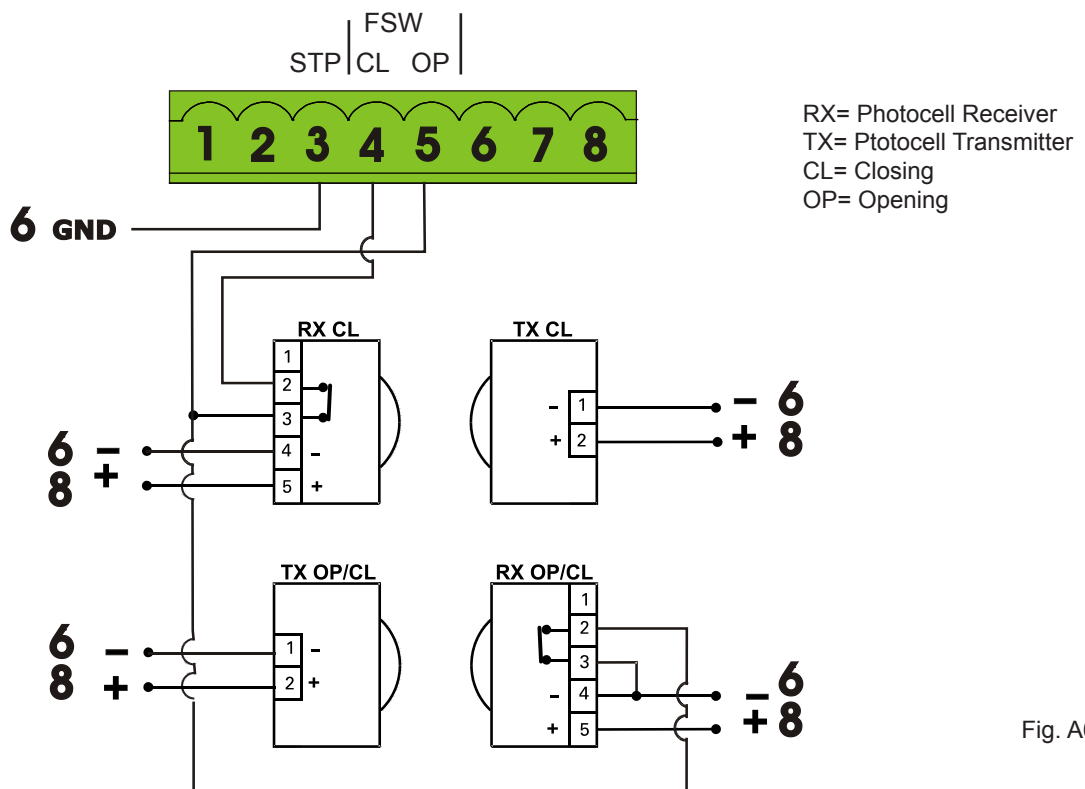 FSW
STP CL OP
1 2 3 4 5 6 7 8
RX= Photocell Receiver
TX= Ptotocell Transmitter
CL= Closing
OP= Opening
6 GND
RX CL
1
2
3
4 -
5 +
6 -
8 +
TX CL
- 1
+ 2
- 6
+ 8
TX OP/CL
1 -
2 +
6 -
8 +
RX OP/CL
1
2
3
- 4
+ 5
- 6
+ 8